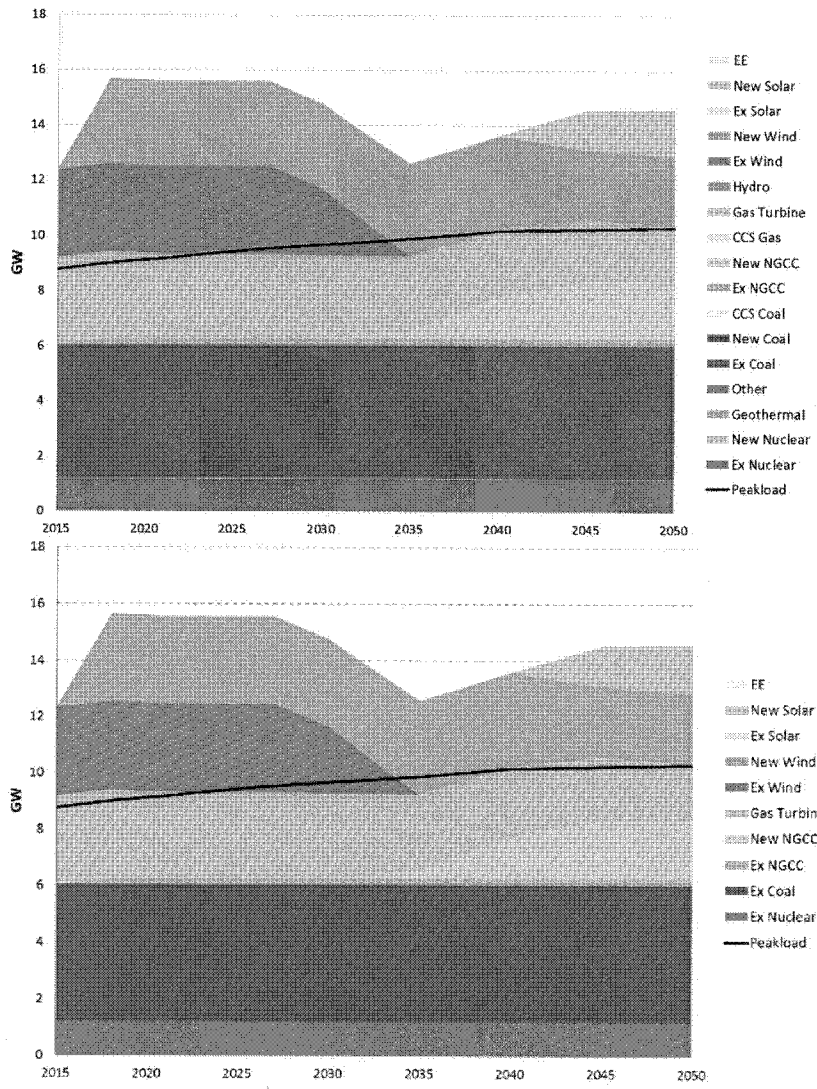 18
16
14
12
10
8
6
4
2
0
GW
2015 2020 2025 2030 2035 2040 2045 2050
EE
New Solar
Ex Solar
New Wind
Ex Wind
Hydro
Gas Turbine
CCS Gas
New NGCC
Ex NGCC
CCS Coal
New Coal
Ex Coal
Other
Geothermal
New Nuclear
Ex Nuclear
Peakload
18
16
14
12
10
8
6
4
2
0
GW
2015 2020 2025 2030 2035 2040 2045 2050
EE
New Solar
Ex Solar
New Wind
Ex Wind
Gas Turbin
New NGCC
Ex NGCC
Ex Coal
Ex Nuclear
Peakload